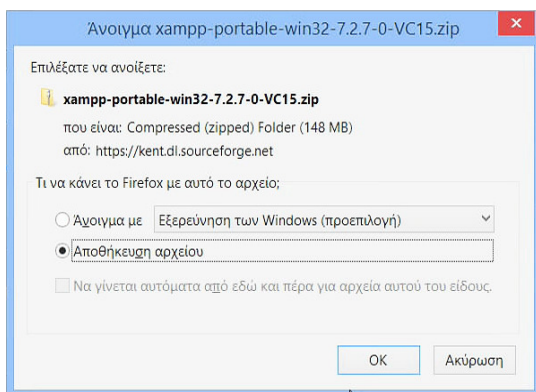 Άνοιγμα xampp-portable-win32-7.2.7-0-VC15.zip
Επιλέξατε να ανοίξετε:
xampp-portable-win32-7.2.7-0-VC15.zip
που είναι: Compressed (zipped) Folder (148 MB)
από: https://kent.dl.sourceforge.net
Τι να κάνει το Firefox με αυτό το αρχείο;
Άνοιγμα με Εξερεύνηση των Windows (προεπιλογή)
Αποθήκευση αρχείου
Να γίνεται αυτόματα από εδώ και πέρα για αρχεία αυτού του είδους.
OK Ακύρωση